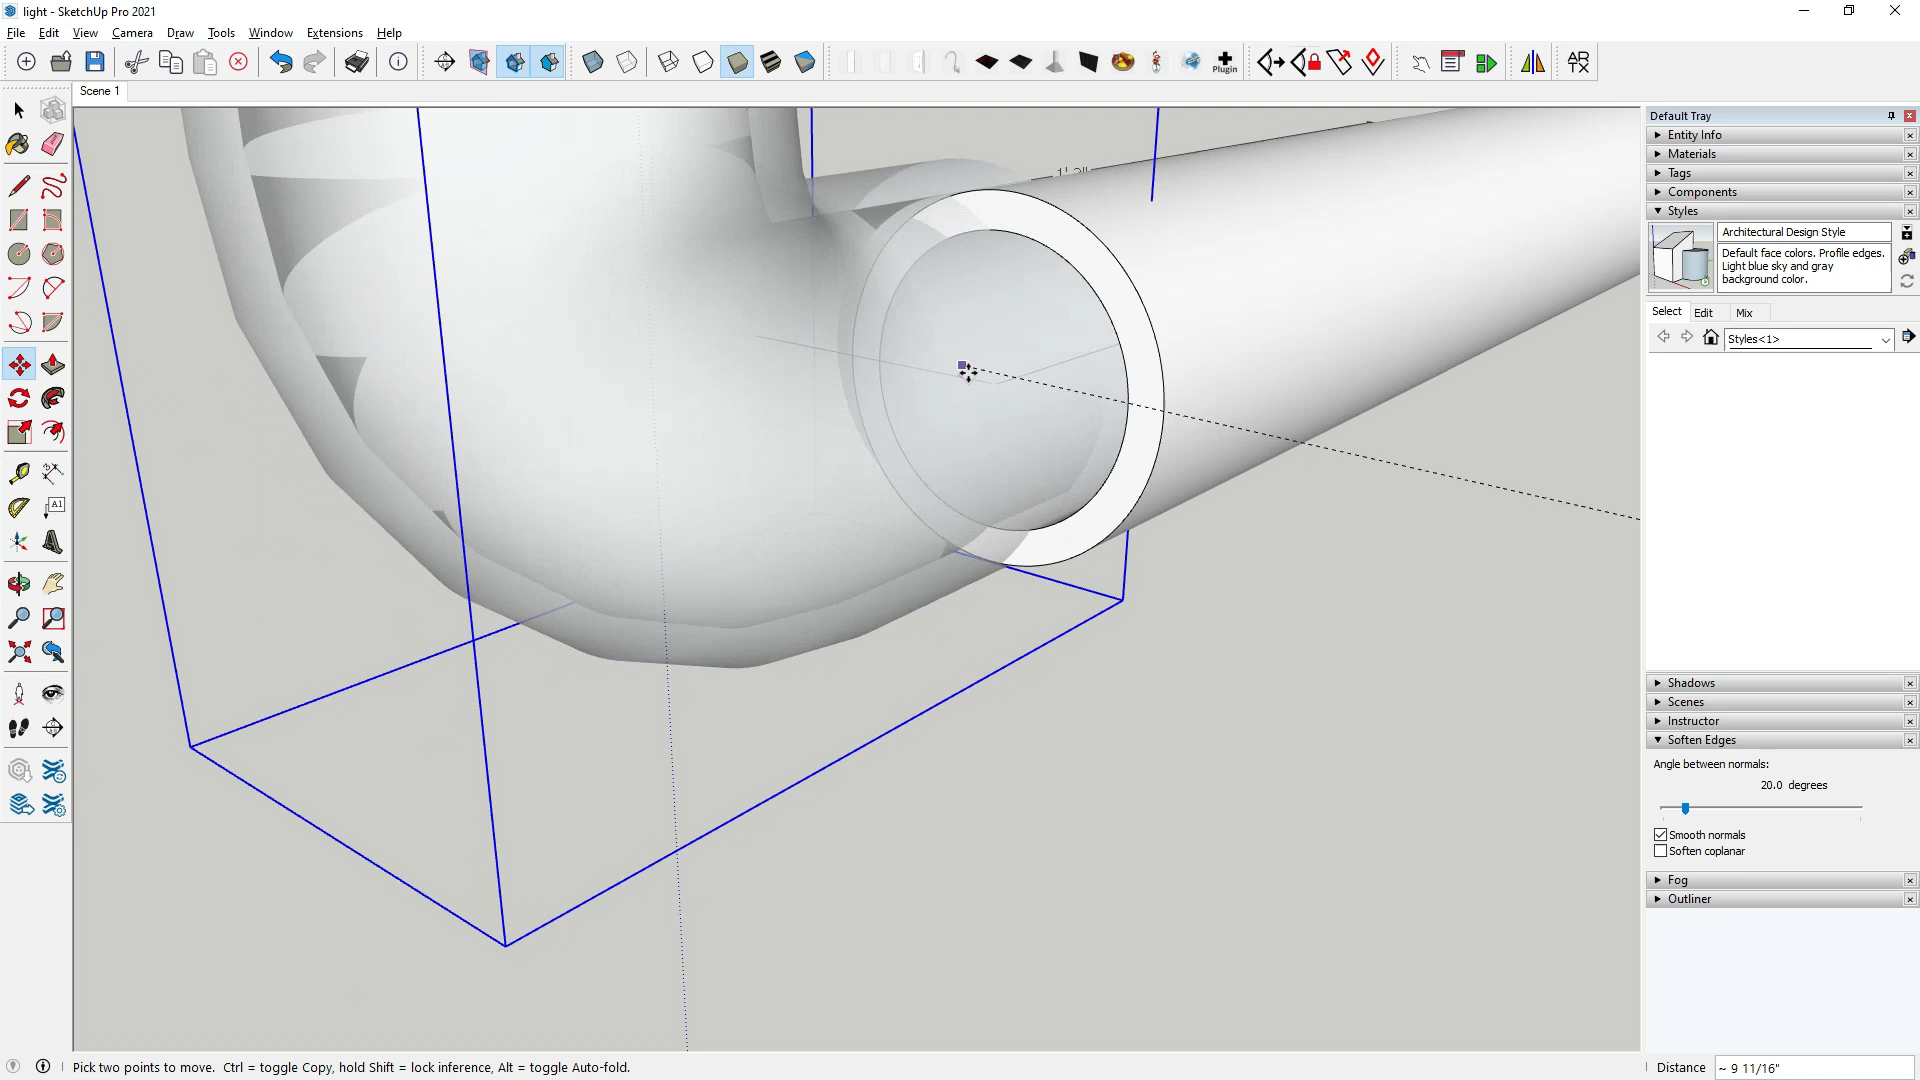 light - SketchUp Pro 2021
File Edit View Camera Draw Tools Window Extensions Help
Plugin
AR
TX
Scene 1
A1
Default Tray
Entity Info
Materials
Tags
Components
Styles
Architectural Design Style
Default face colors. Profile edges.
Light blue sky and gray
background color.
Select Edit Mix
Styles<1>
Shadows
Scenes
Instructor
Soften Edges
Angle between normals:
20.0 degrees
Smooth normals
Soften coplanar
Fog
Outliner
Pick two points to move. Ctrl = toggle Copy, hold Shift = lock inference, Alt = toggle Auto-fold.
Distance ~ 9 11/16"